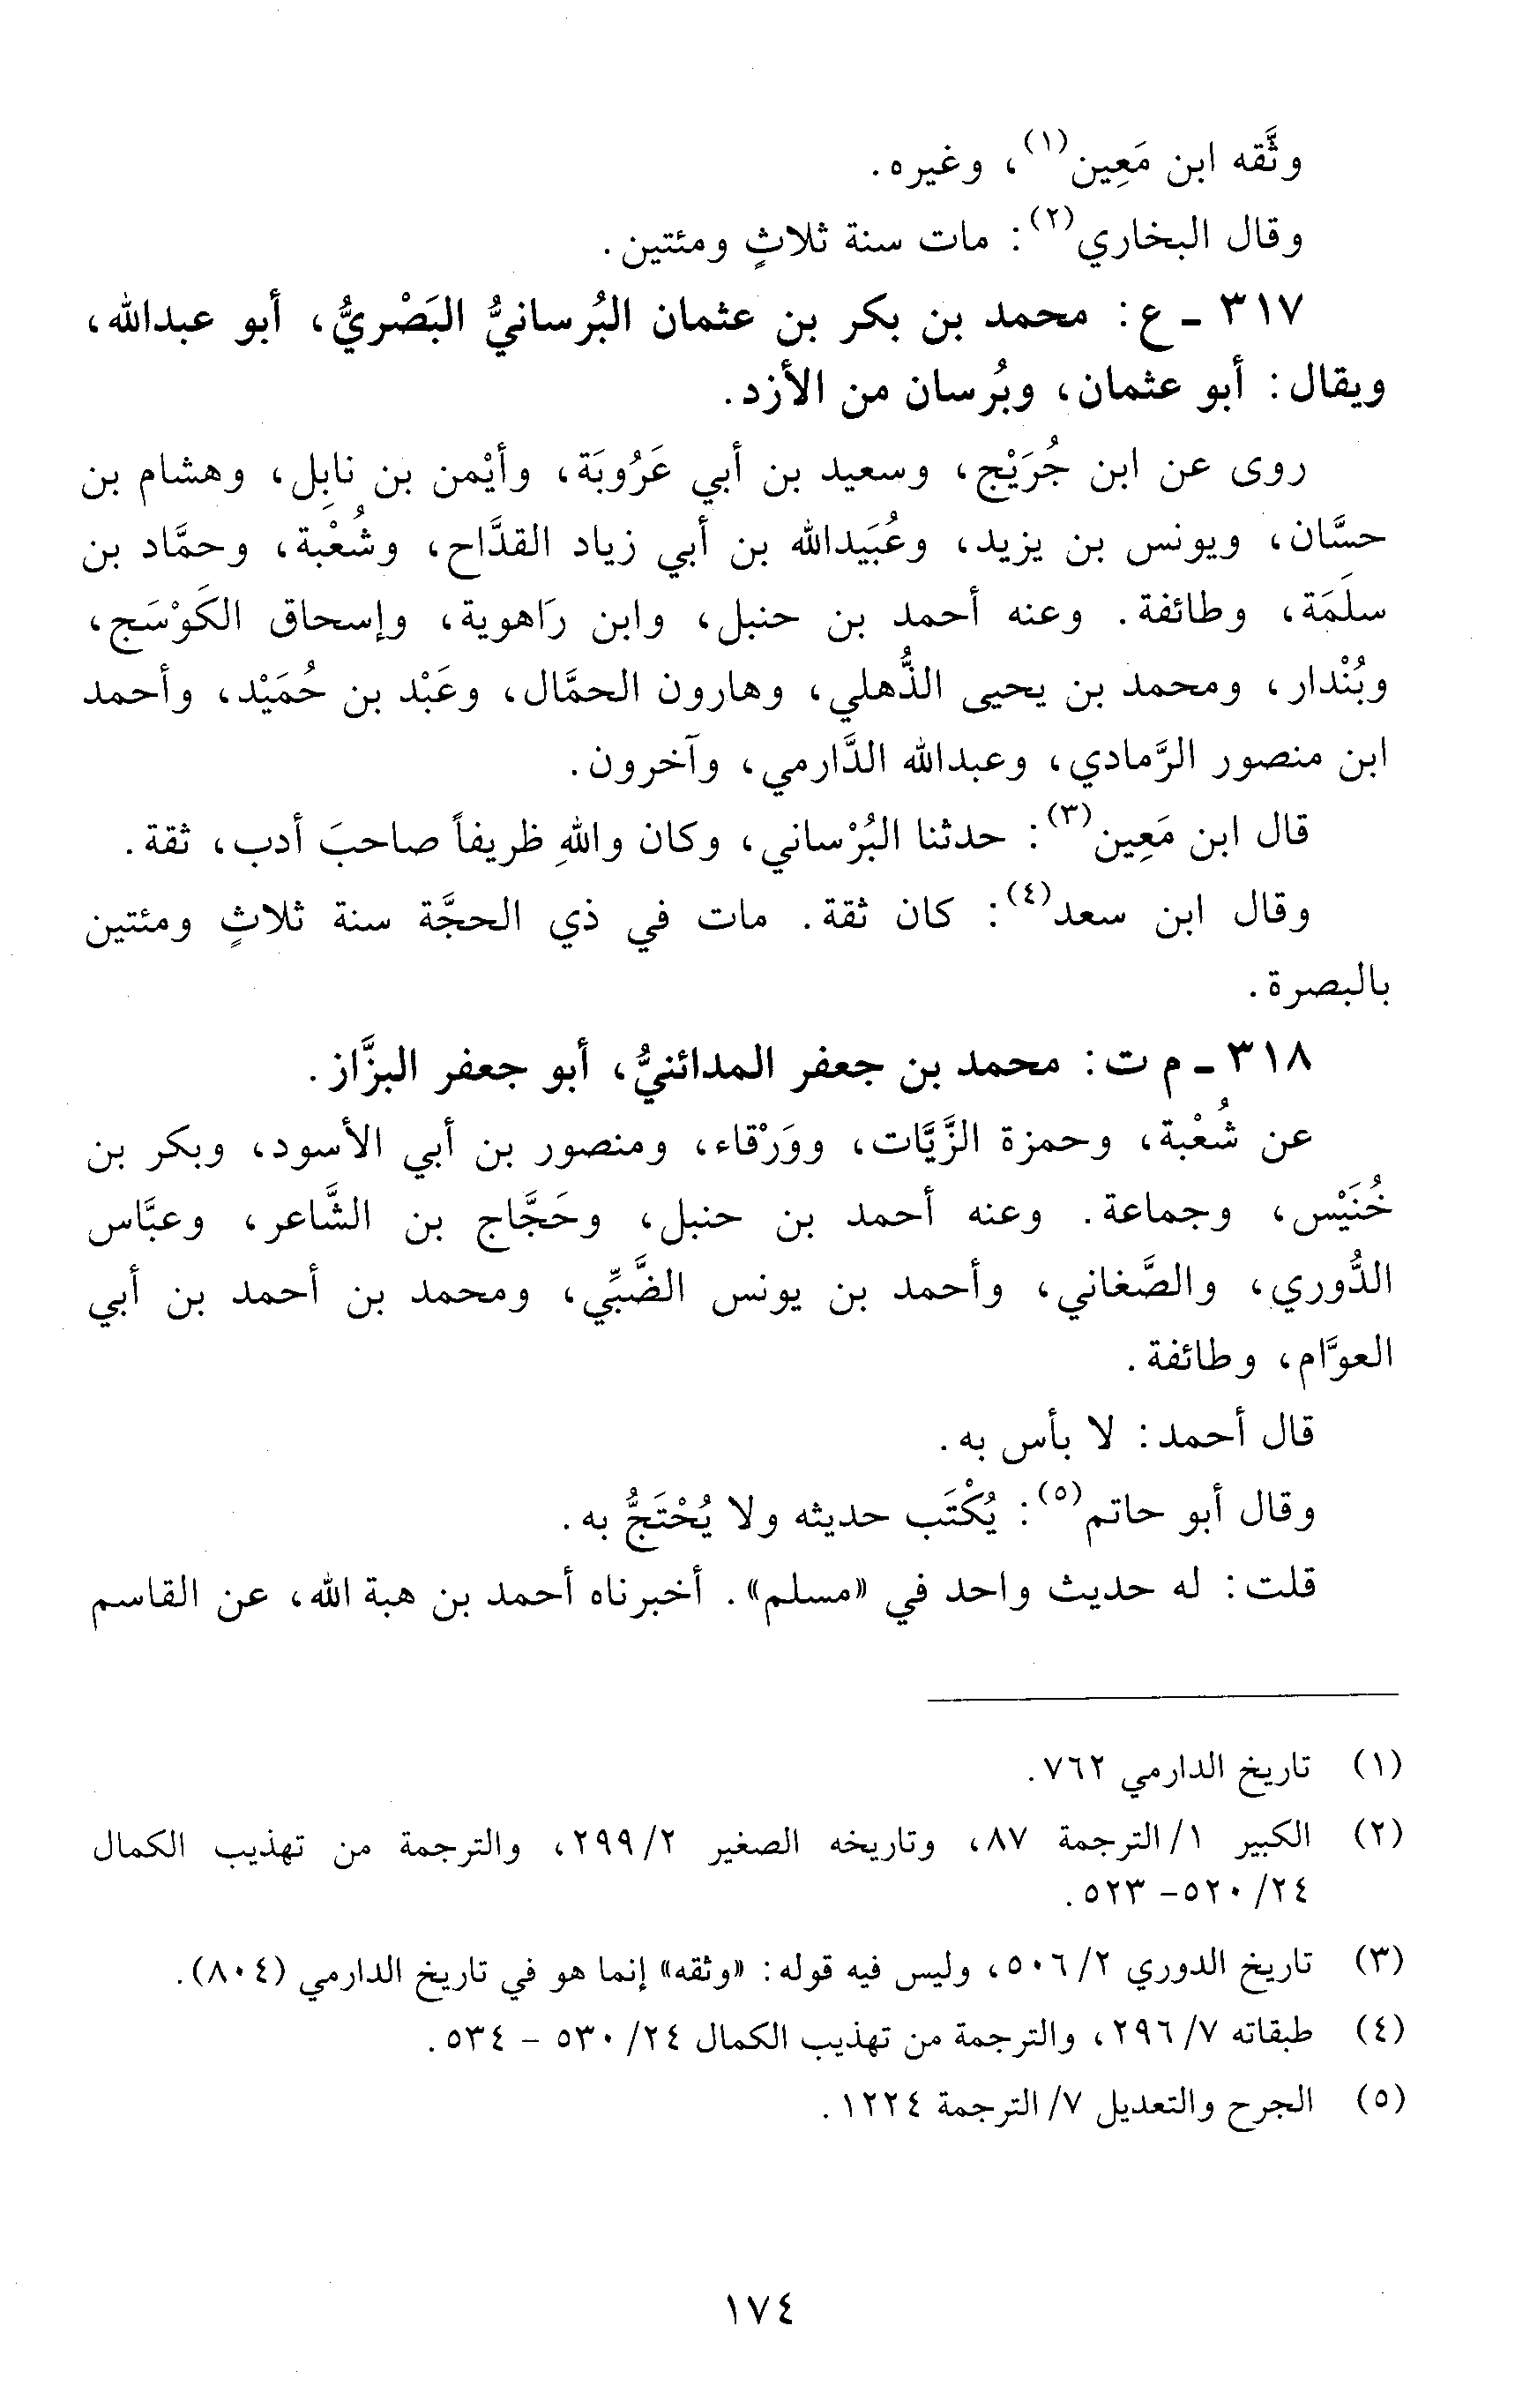 وثَّقه ابن مَعِين(١)، وغيره.
وقال البخاري(٢): مات سنة ثلاثٍ ومئتين.
٣١٧ ـ ع: محمد بن بكر بن عثمان البُرسانيُّ البَصْريُّ، أبو عبدالله،
ويقال: أبو عثمان، وبُرسان من الأزد.
روى عن ابن جُرَيْج، وسعيد بن أبي عَرُوبَة، وأيْمن بن نابِل، وهشام بن
حسَّان، ويونس بن يزيد، وعُبَيدالله بن أبي زياد القدَّاح، وشُعْبة، وحمَّاد بن
سلَمَة، وطائفة. وعنه أحمد بن حنبل، وابن رَاهوية، وإسحاق الكَوْسَج،
وبُنْدار، ومحمد بن يحيى الذُّهلي، وهارون الحمَّال، وعَبْد بن حُمَيْد، وأحمد
ابن منصور الرَّمادي، وعبدالله الدَّارمي، وآخرون.
قال ابن مَعِين(٣): حدثنا البُرْساني، وكان واللهِ ظريفاً صاحبَ أدب، ثقة.
وقال ابن سعد(٤): كان ثقة. مات في ذي الحجَّة سنة ثلاثٍ ومئتين
بالبصرة.
٣١٨ ـ م ت: محمد بن جعفر المدائنيُّ، أبو جعفر البزَّاز.
عن شُعْبة، وحمزة الزَّيَّات، ووَرْقاء، ومنصور بن أبي الأسود، وبكر بن
خُنَيْس، وجماعة. وعنه أحمد بن حنبل، وحَجَّاج بن الشَّاعر، وعبَّاس
الدُّوري، والصَّغاني، وأحمد بن يونس الضَّبِّي، ومحمد بن أحمد بن أبي
العوَّام، وطائفة.
قال أحمد: لا بأس به.
وقال أبو حاتم(٥): يُكْتَب حديثه ولا يُحْتَجُّ به.
قلت: له حديث واحد في «مسلم». أخبرناه أحمد بن هبة الله، عن القاسم
(١) تاريخ الدارمي ٧٦٢.
(٢) الكبير ١/ الترجمة ٨٧، وتاريخه الصغير ٢/ ٢٩٩، والترجمة من تهذيب الكمال
٢٤/ ٥٢٠- ٥٢٣.
(٣) تاريخ الدوري ٢/ ٥٠٦، وليس فيه قوله: «وثقه» إنما هو في تاريخ الدارمي (٨٠٤).
(٤) طبقاته ٧/ ٢٩٦، والترجمة من تهذيب الكمال ٢٤/ ٥٣٠ - ٥٣٤.
(٥) الجرح والتعديل ٧/ الترجمة ١٢٢٤.
١٧٤